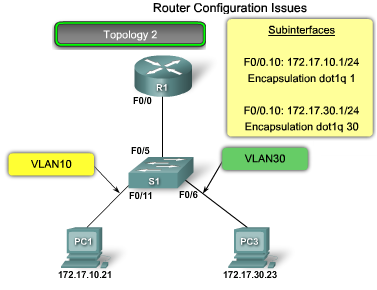 Router Configuration Issues
Topology 2
Subinterfaces
F0/0.10: 172.17.10.1/24
Encapsulation dot1q 1
F0/0.10: 172.17.30.1/24
Encapsulation dot1q 30
R1
F0/0
F0/5
VLAN10
VLAN30
S1
F0/11
F0/6
PC1
PC3
172.17.10.21
172.17.30.23